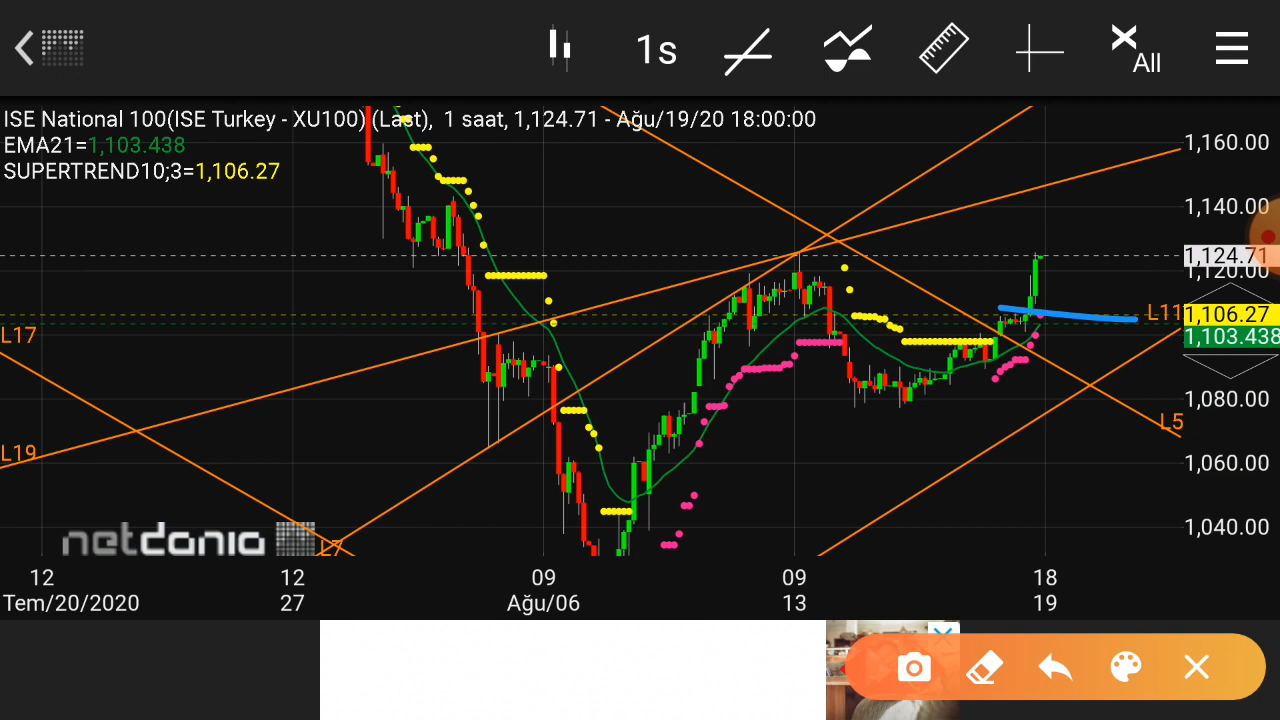 1s
All
ISE National 100(ISE Turkey - XU100) (Last), 1 saat, 1,124.71 - Ağu/19/20 18:00:00
EMA21=1,103.438
SUPERTREND10;3=1,106.27
1,160.00
1,140.00
1,124.71
1,120.00
L11
1,106.27
1,103.438
L17
1,080.00
L5
L19
1,060.00
1,040.00
netdania
L7
12
12
09
09
18
Tem/20/2020
27
Ağu/06
13
19